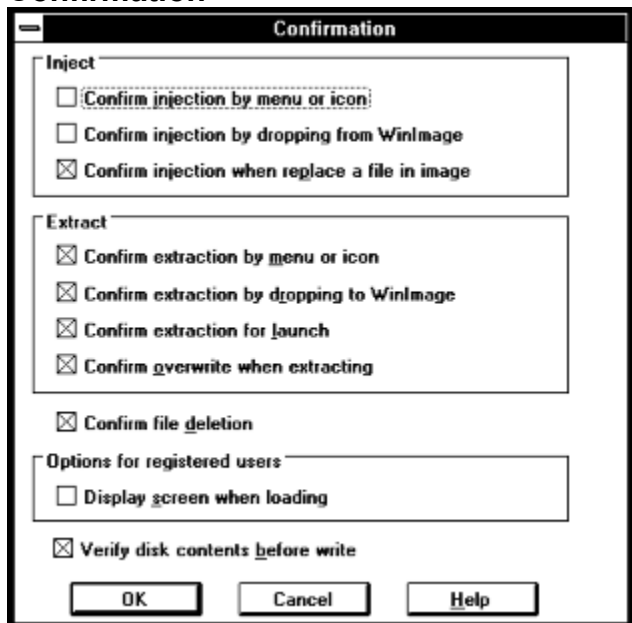 Confirmation
Confirmation
Inject
Confirm injection by menu or icon
Confirm injection by dropping from WinImage
Confirm injection when replace a file in image
Extract
Confirm extraction by menu or icon
Confirm extraction by dropping to WinImage
Confirm extraction for launch
Confirm overwrite when extracting
Confirm file deletion
Options for registered users
Display screen when loading
Verify disk contents before write
OK Cancel Help